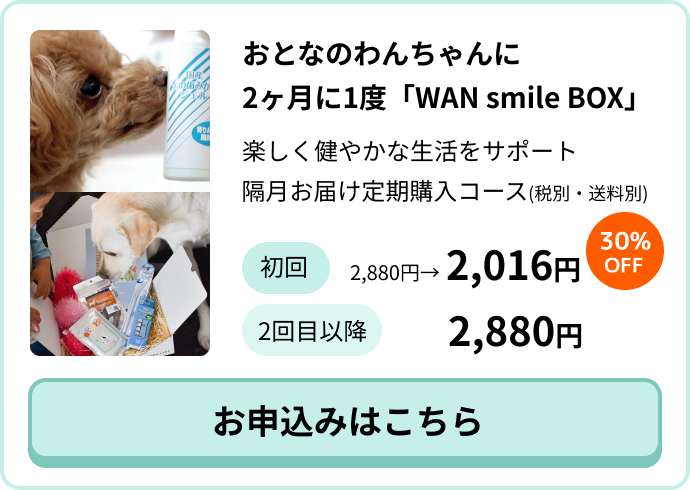 おとなのわんちゃんに
2ヶ月に1度「WAN smile BOX」
楽しく健やかな生活をサポート
隔月お届け定期購入コース(税別・送料別)
30%
OFF
初回 2,880円→2,016円
2回目以降 2,880円
お申込みはこちら
国産